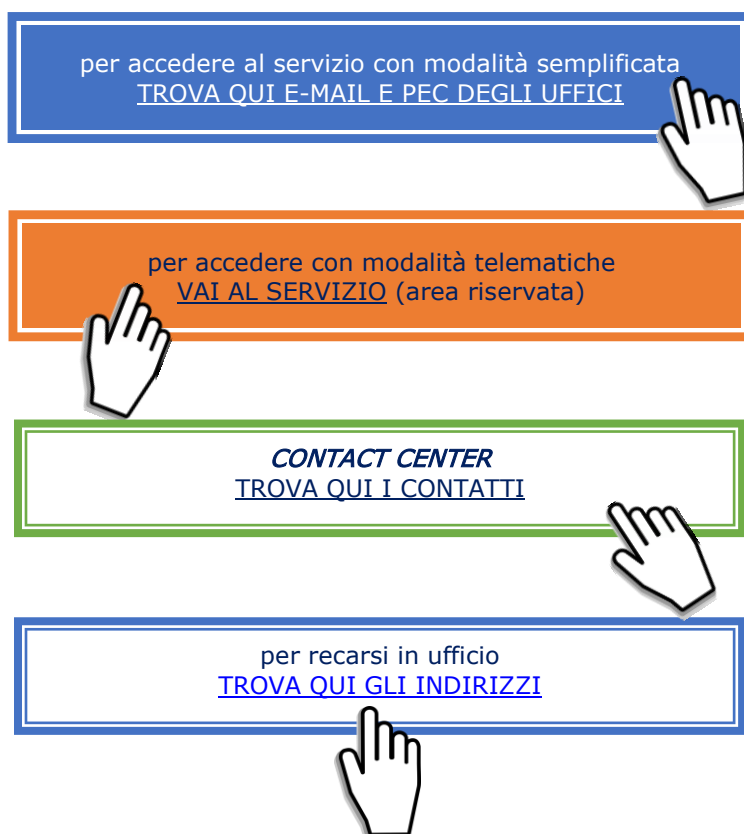 per accedere al servizio con modalità semplificata
TROVA QUI E-MAIL E PEC DEGLI UFFICI
per accedere con modalità telematiche
VAI AL SERVIZIO (area riservata)
CONTACT CENTER
TROVA QUI I CONTATTI
per recarsi in ufficio
TROVA QUI GLI INDIRIZZI